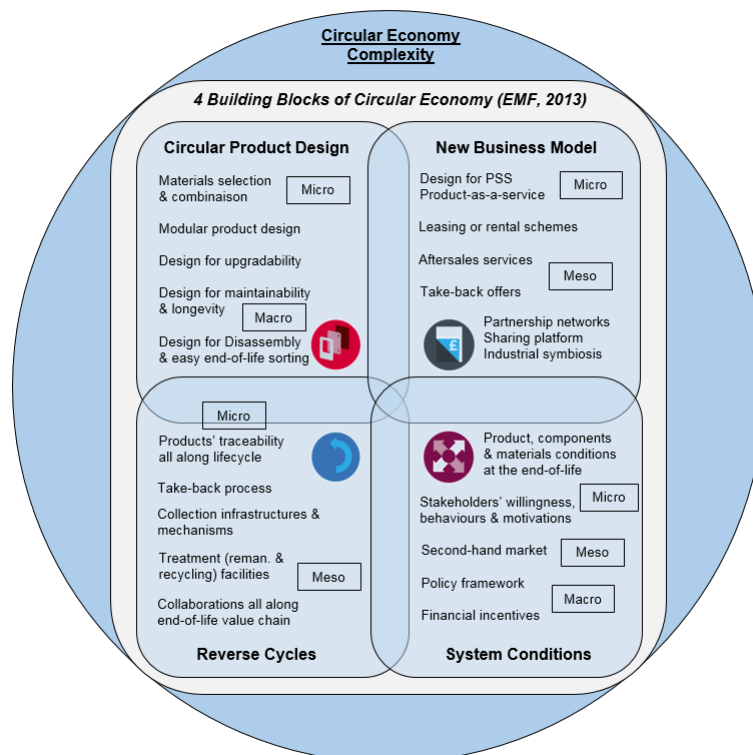 Circular Economy
Complexity
4 Building Blocks of Circular Economy (EMF, 2013)
Circular Product Design
Materials selection
& combinaison
Micro
Modular product design
Design for upgradability
Design for maintainability
& longevity
Macro
Design for Disassembly
& easy end-of-life sorting
New Business Model
Design for PSS
Product-as-a-service
Micro
Leasing or rental schemes
Aftersales services
Meso
Take-back offers
Partnership networks
Sharing platform
Industrial symbiosis
£
Micro
Products’ traceability
all along lifecycle
Take-back process
Collection infrastructures &
mechanisms
Treatment (reman. &
recycling) facilities
Meso
Collaborations all along
end-of-life value chain
Reverse Cycles
Product, components
& materials conditions
at the end-of-life
Stakeholders’ willingness,
behaviours & motivations
Micro
Second-hand market
Meso
Policy framework
Macro
Financial incentives
System Conditions